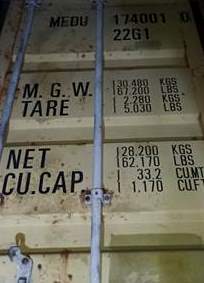 MEDU 174001 0
22G1
M.G.W. 30.480 KGS
67.200 LBS
TARE 2.280 KGS
5.030 LBS
NET 28.200 KGS
62.170 LBS
CU.CAP. 33.2 CU.MT
1.170 CU.FT